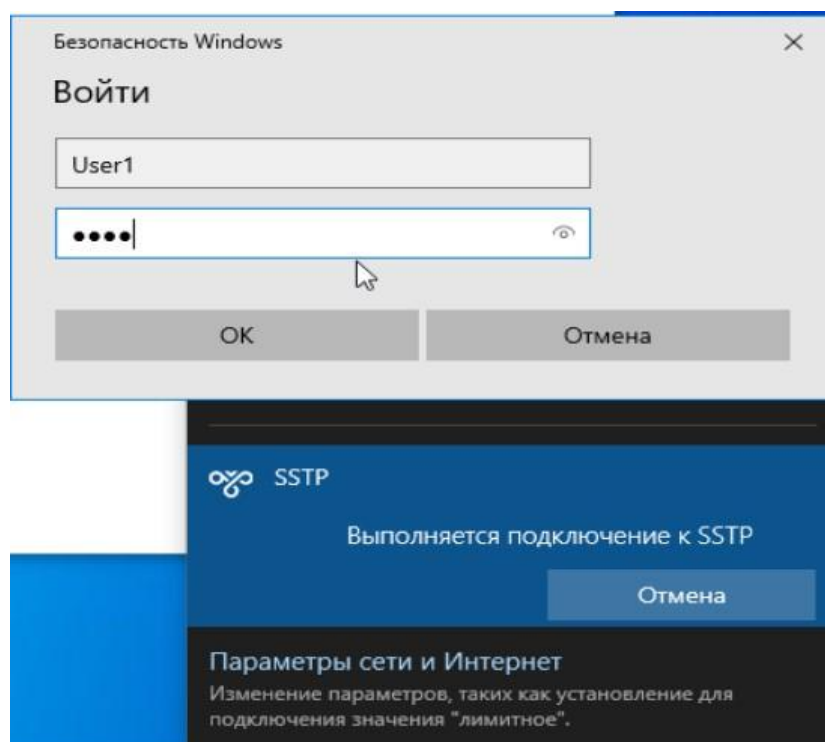 Безопасность Windows
Войти
User1
••••
ОК
Отмена
SSTP
Выполняется подключение к SSTP
Отмена
Параметры сети и Интернет
Изменение параметров, таких как установление для
подключения значения "лимитное".